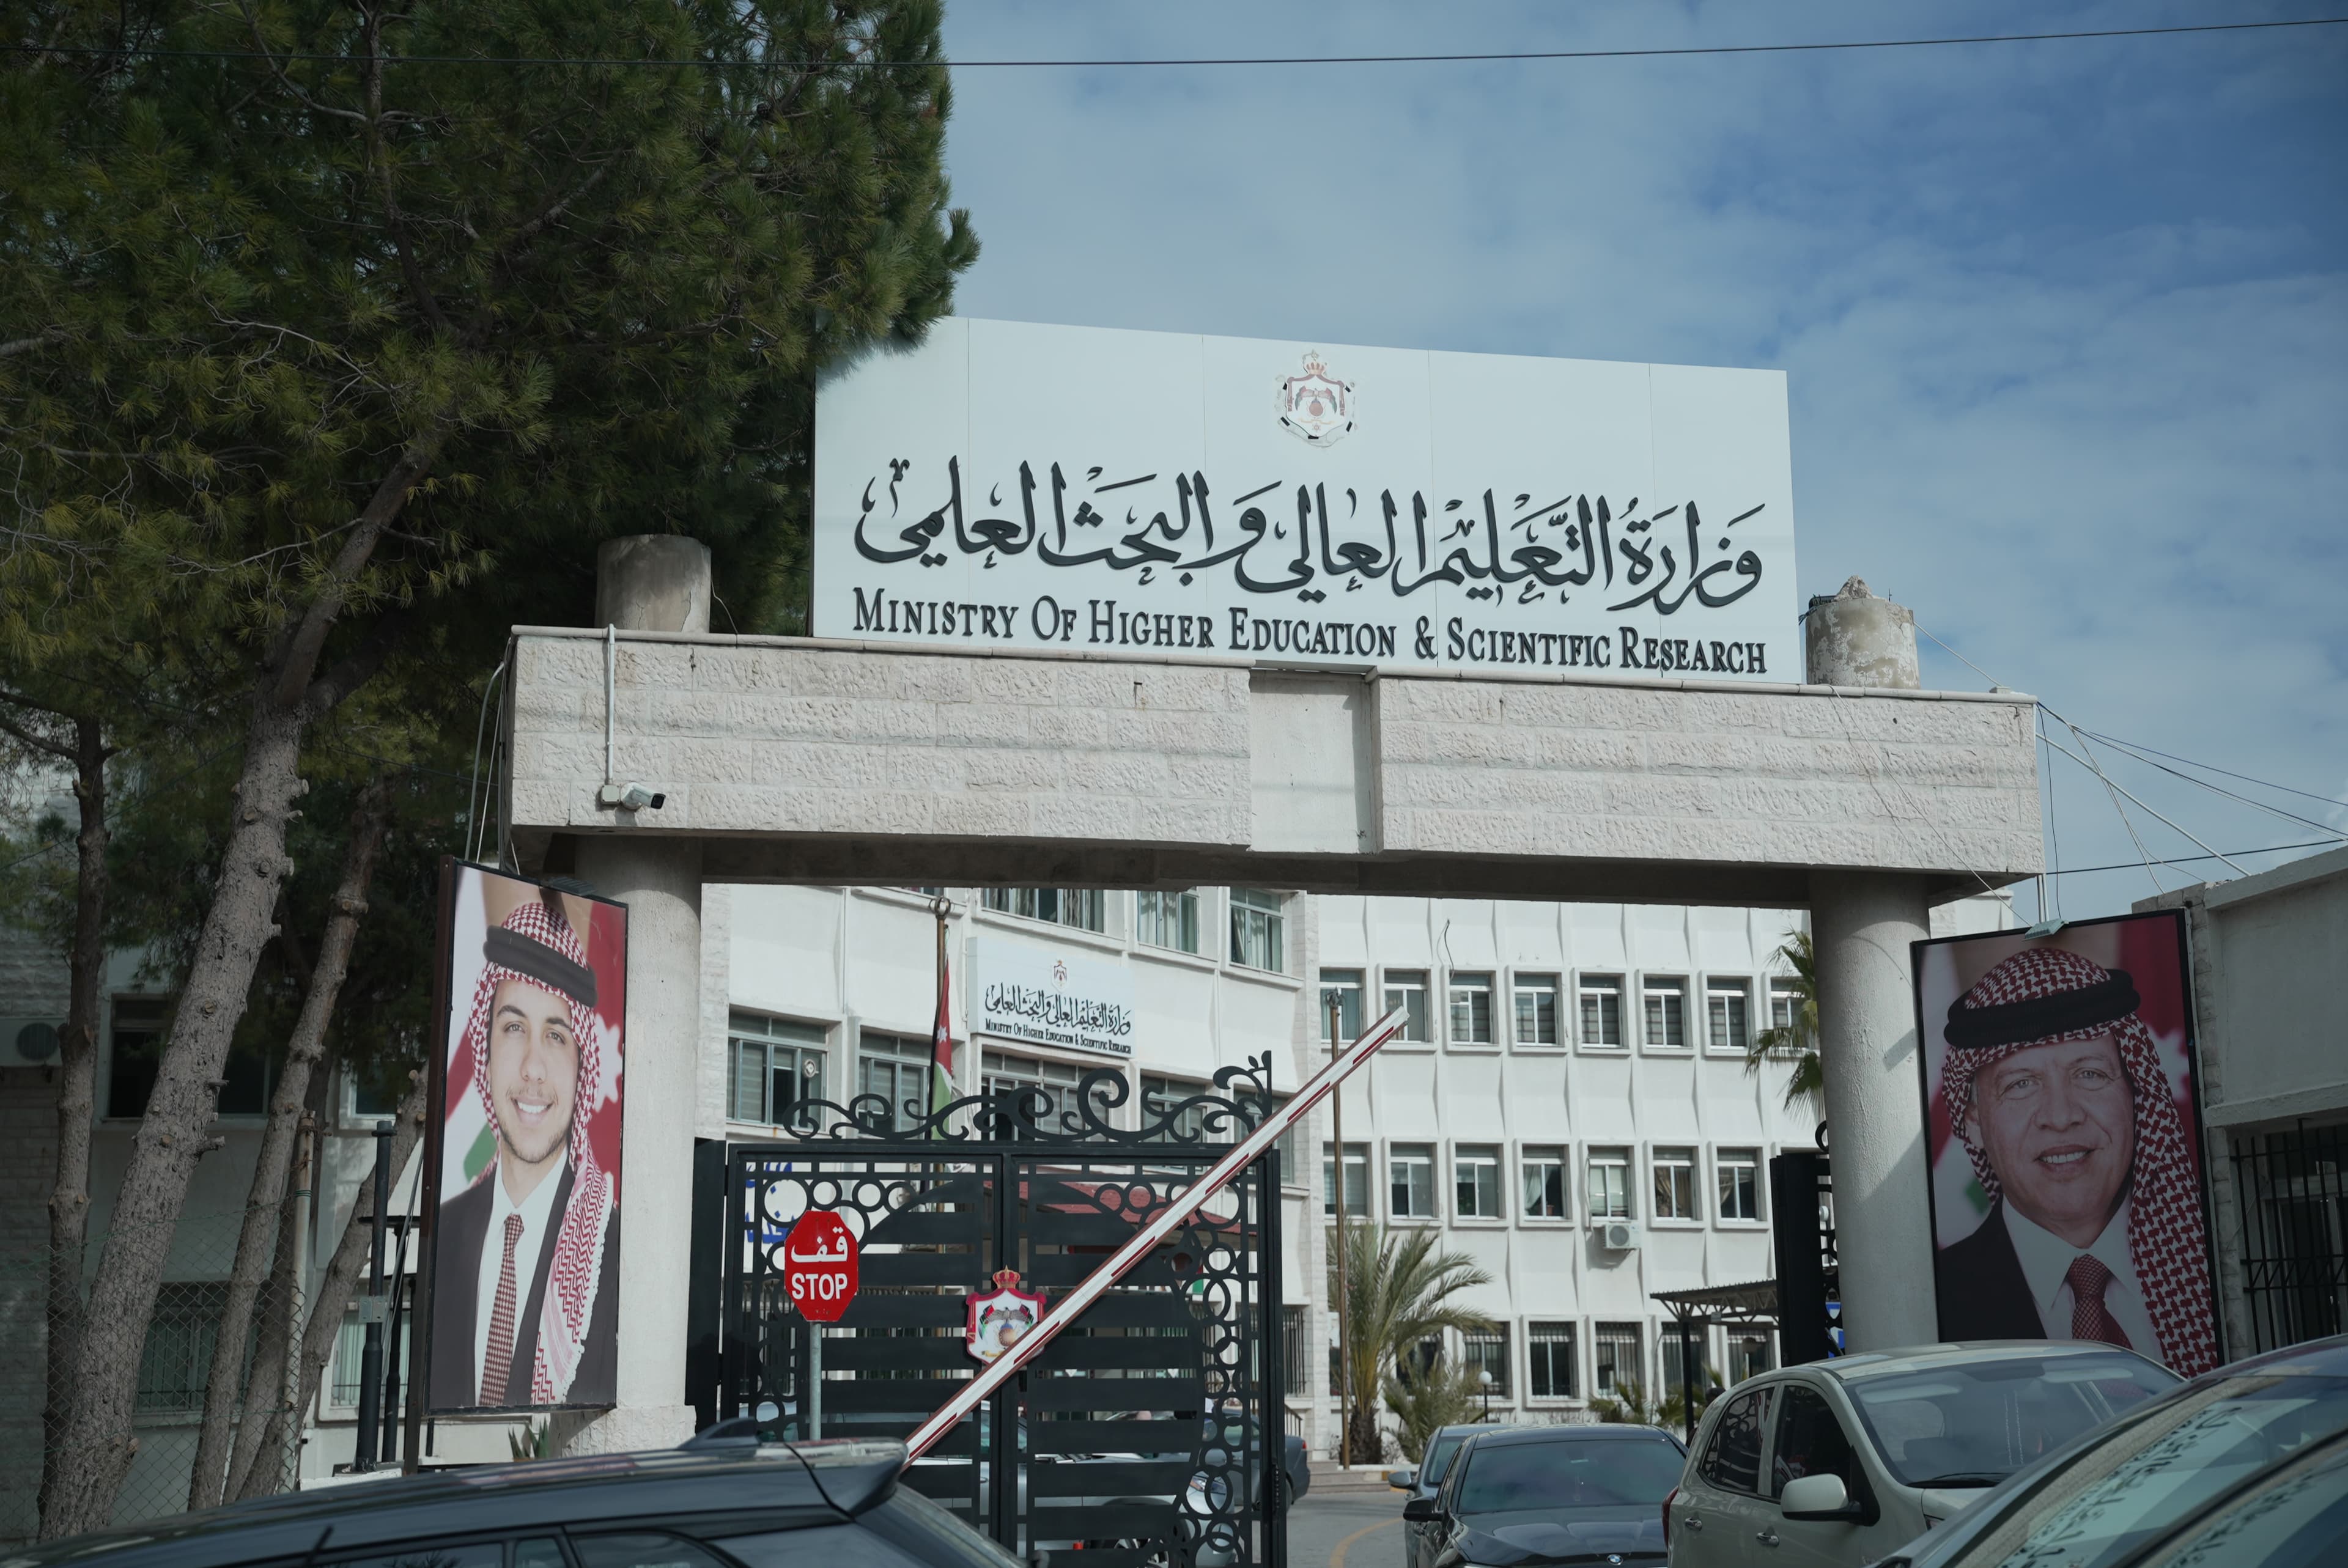 وزارة التعليم العالي والبحث العلمي
MINISTRY OF HIGHER EDUCATION & SCIENTIFIC RESEARCH
وزارة التعليم العالي والبحث العلمي
MINISTRY OF HIGHER EDUCATION & SCIENTIFIC RESEARCH
قف
STOP